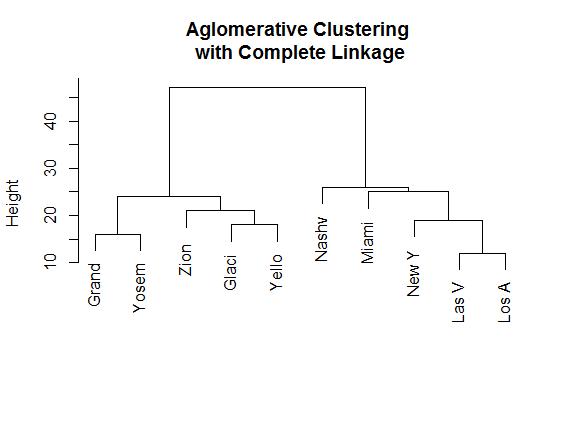 Aglomerative Clustering
with Complete Linkage
Height
10
20
30
40
Grand
Yosem
Zion
Glaci
Yello
Nashv
Miami
New Y
Las V
Los A